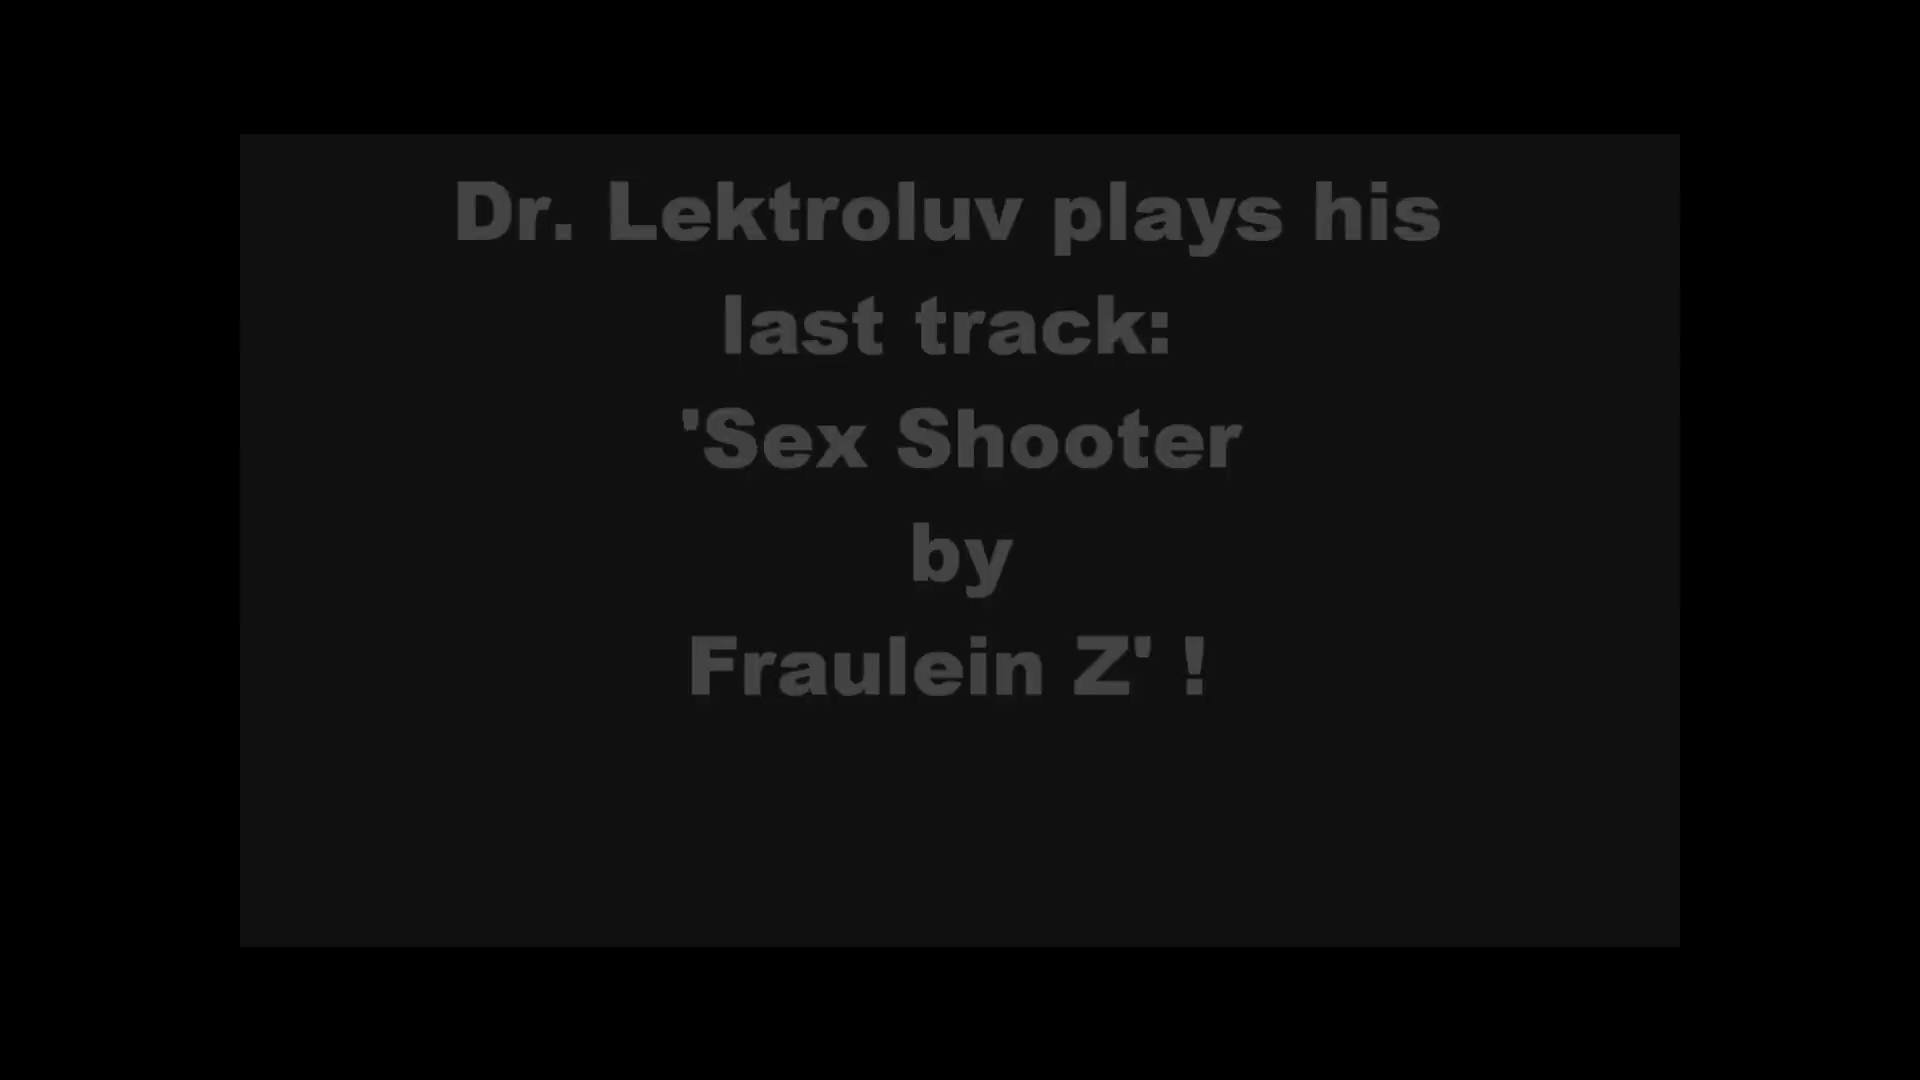 Dr. Lektroluv plays his
last track:
'Sex Shooter
by
Fraulein Z' !